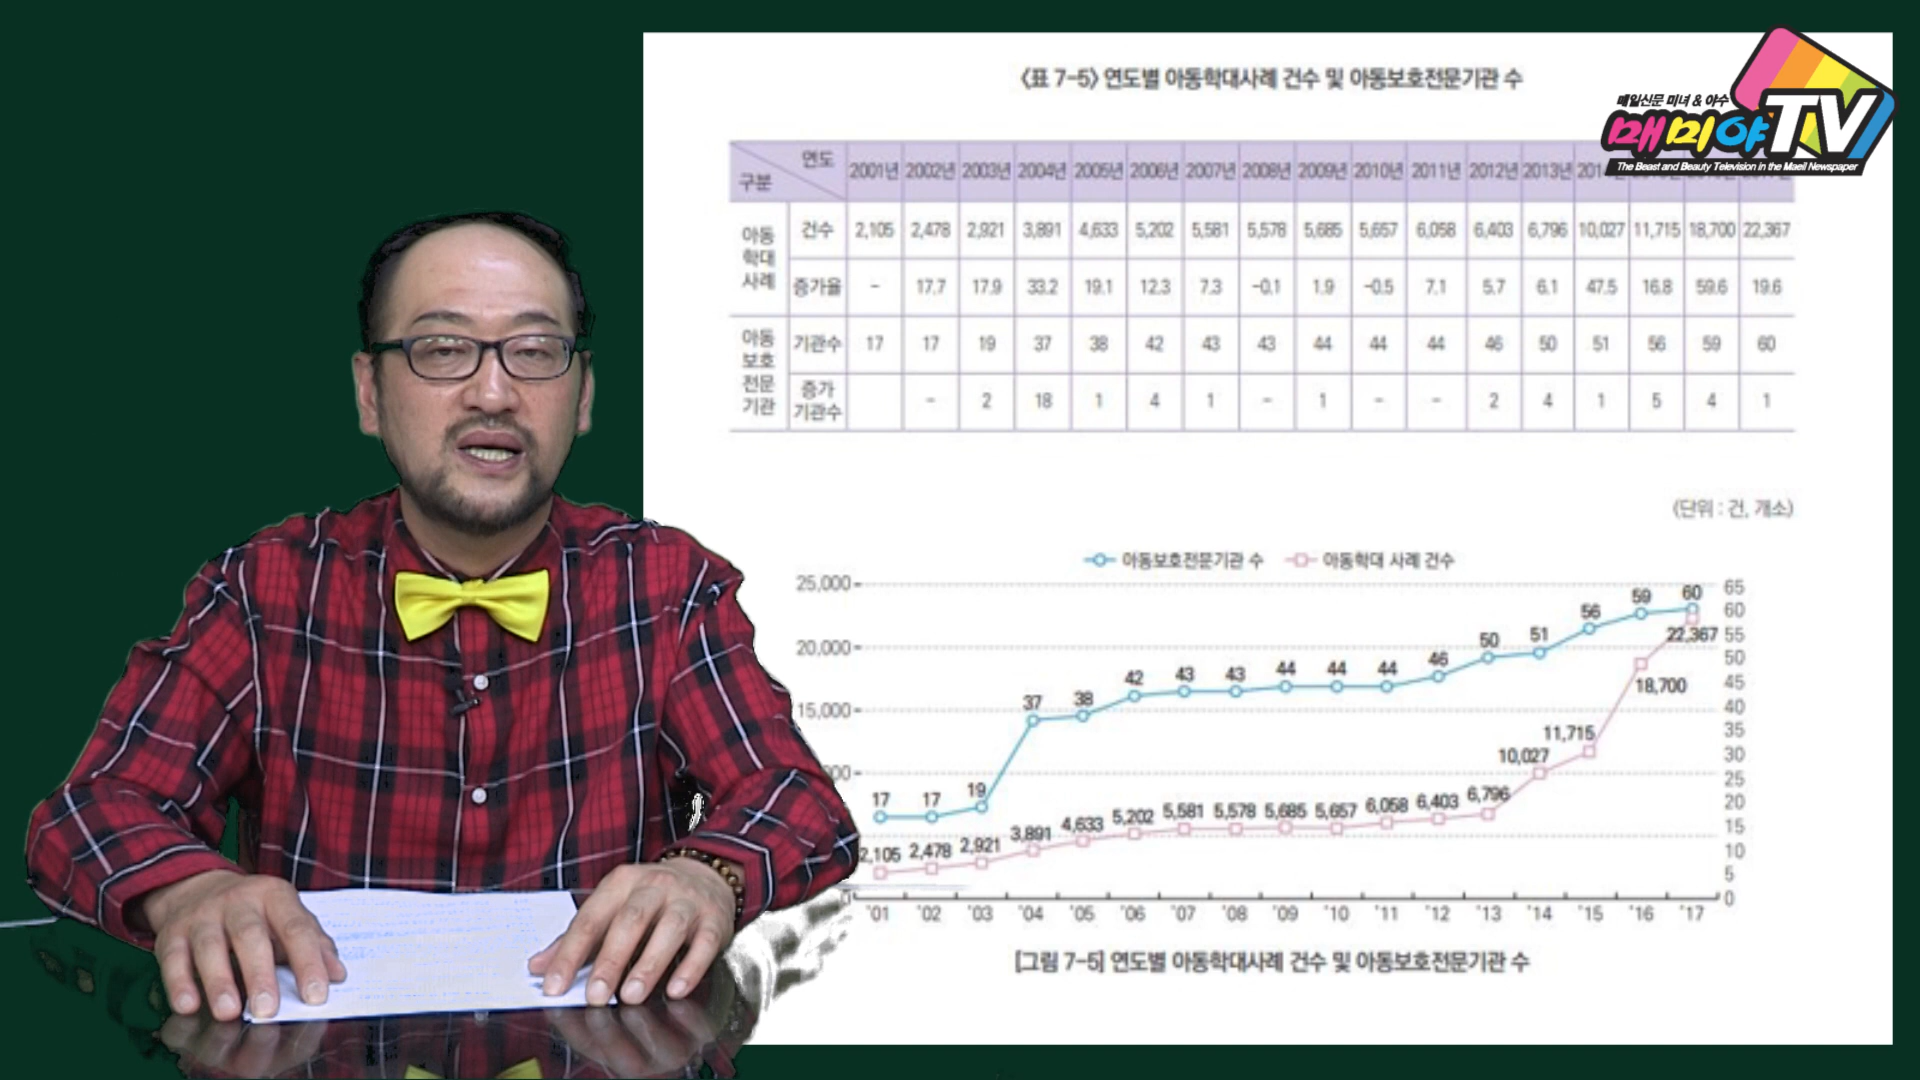 〈표 7-5〉 연도별 아동학대사례 건수 및 아동보호전문기관 수
매일신문 미녀 & 야수
매미야TV
The Beast and Beauty Television in the Maeil Newspaper
연도
구분
2001년 2002년 2003년 2004년 2005년 2006년 2007년 2008년 2009년 2010년 2011년 2012년 2013년
아동 학대 사례
건수 2,105 2,478 2,921 3,891 4,633 5,202 5,581 5,578 5,685 5,657 6,058 6,403 6,796 10,027 11,715 18,700 22,367
증가율 - 17.7 17.9 33.2 19.1 12.3 7.3 -0.1 1.9 -0.5 7.1 5.7 6.1 47.5 16.8 59.6 19.6
아동 보호 전문 기관
기관수 17 17 19 37 38 42 43 43 44 44 44 46 50 51 56 59 60
증가 기관수 - 2 18 1 4 1 - 1 - - 2 4 1 5 4 1
(단위 : 건, 개소)
아동보호전문기관 수 아동학대 사례 건수
25,000
20,000
15,000
0
65
60
55
50
45
40
35
30
25
20
15
10
5
0
17 17 19 37 38 42 43 43 44 44 44 46 50 51 56 59 60
2,105 2,478 2,921 3,891 4,633 5,202 5,581 5,578 5,685 5,657 6,058 6,403 6,796 10,027 11,715 18,700 22,367
'01 '02 '03 '04 '05 '06 '07 '08 '09 '10 '11 '12 '13 '14 '15 '16 '17
[그림 7-5] 연도별 아동학대사례 건수 및 아동보호전문기관 수